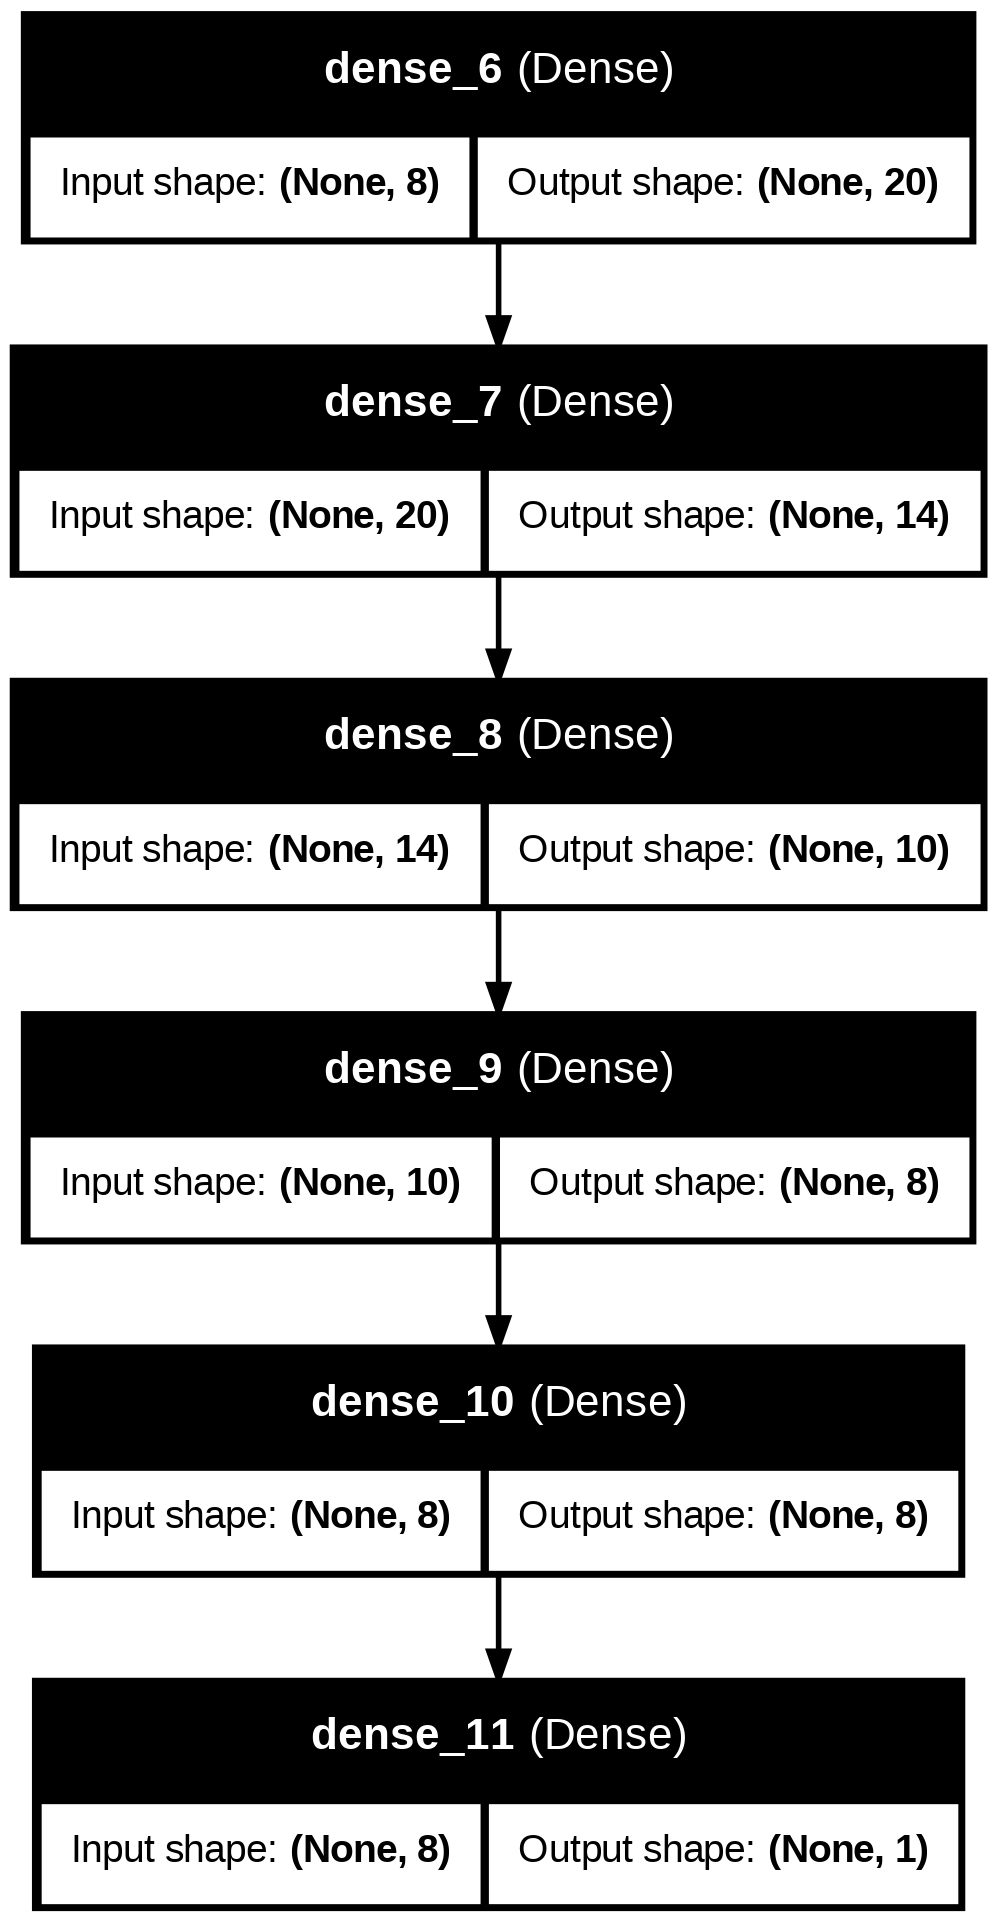 dense_6 (Dense)
Input shape: (None, 8) Output shape: (None, 20)
dense_7 (Dense)
Input shape: (None, 20) Output shape: (None, 14)
dense_8 (Dense)
Input shape: (None, 14) Output shape: (None, 10)
dense_9 (Dense)
Input shape: (None, 10) Output shape: (None, 8)
dense_10 (Dense)
Input shape: (None, 8) Output shape: (None, 8)
dense_11 (Dense)
Input shape: (None, 8) Output shape: (None, 1)